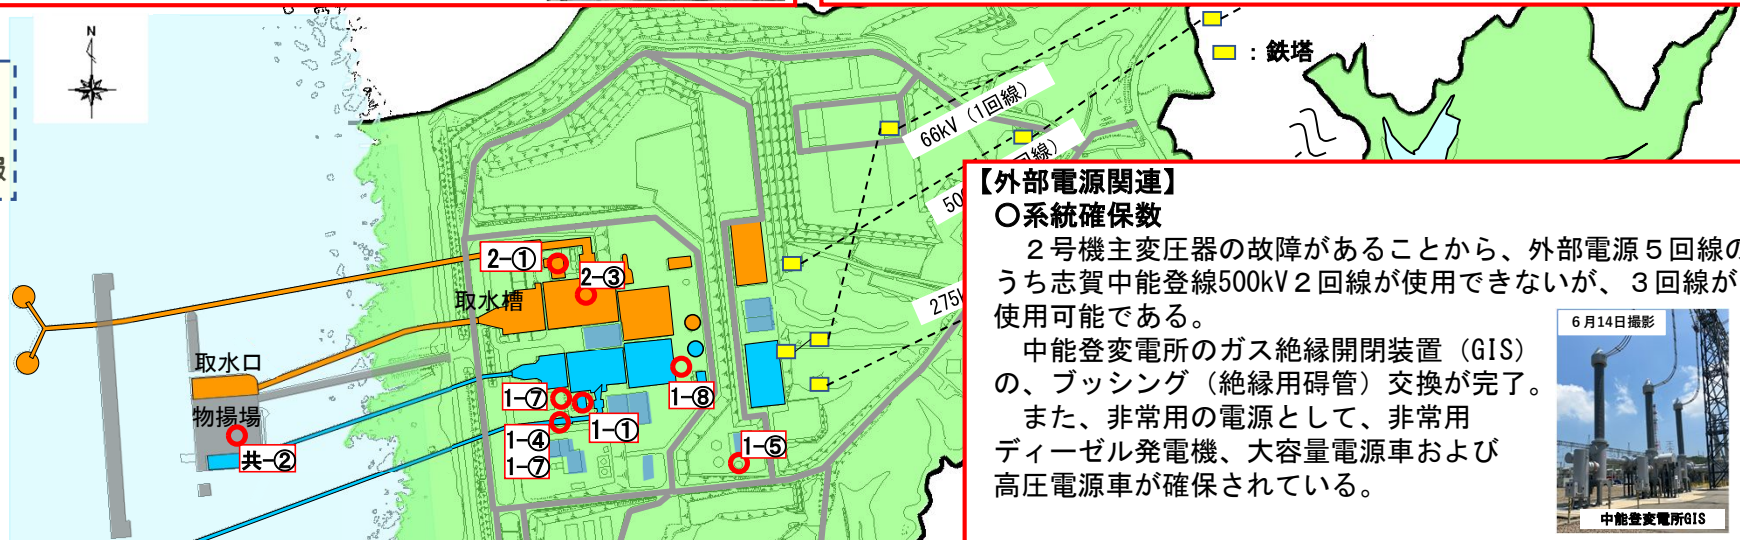 N
：鉄塔
66kV（1回線）
回線）
50
275k
2-①
2-③
取水槽
取水口
物揚場
共-②
1-⑦
1-④
1-⑦
1-①
1-⑧
1-⑤
【外部電源関連】
〇系統確保数
２号機主変圧器の故障があることから、外部電源５回線の
うち志賀中能登線500kV２回線が使用できないが、３回線が
使用可能である。
中能登変電所のガス絶縁開閉装置（GIS）
の、ブッシング（絶縁用碍管）交換が完了。
また、非常用の電源として、非常用
ディーゼル発電機、大容量電源車および
高圧電源車が確保されている。
６月14日撮影
中能登変電所GIS